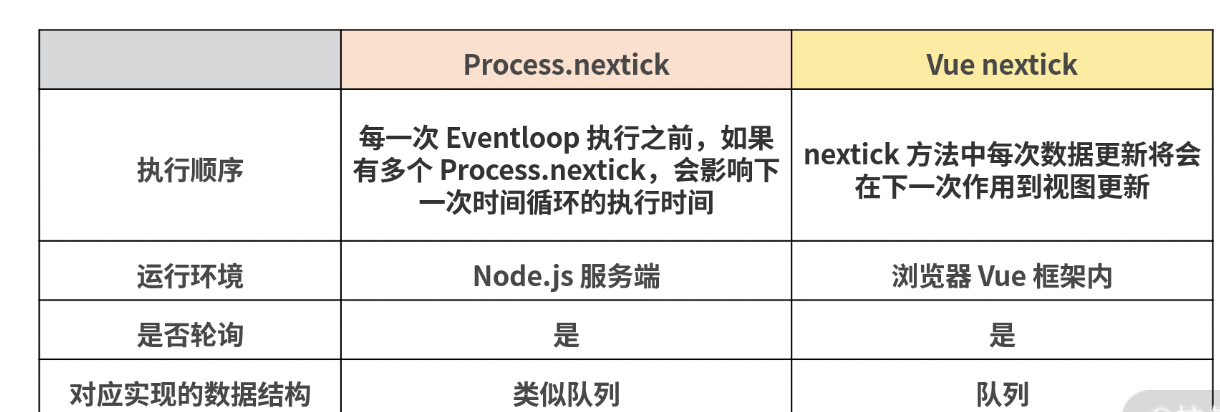 Process.nextick
Vue nextick
执行顺序
每一次 Eventloop 执行之前，如果
有多个 Process.nextick，会影响下
一次时间循环的执行时间
nextick 方法中每次数据更新将会
在下一次作用到视图更新
运行环境
Node.js 服务端
浏览器 Vue 框架内
是否轮询
是
是
对应实现的数据结构
类似队列
队列